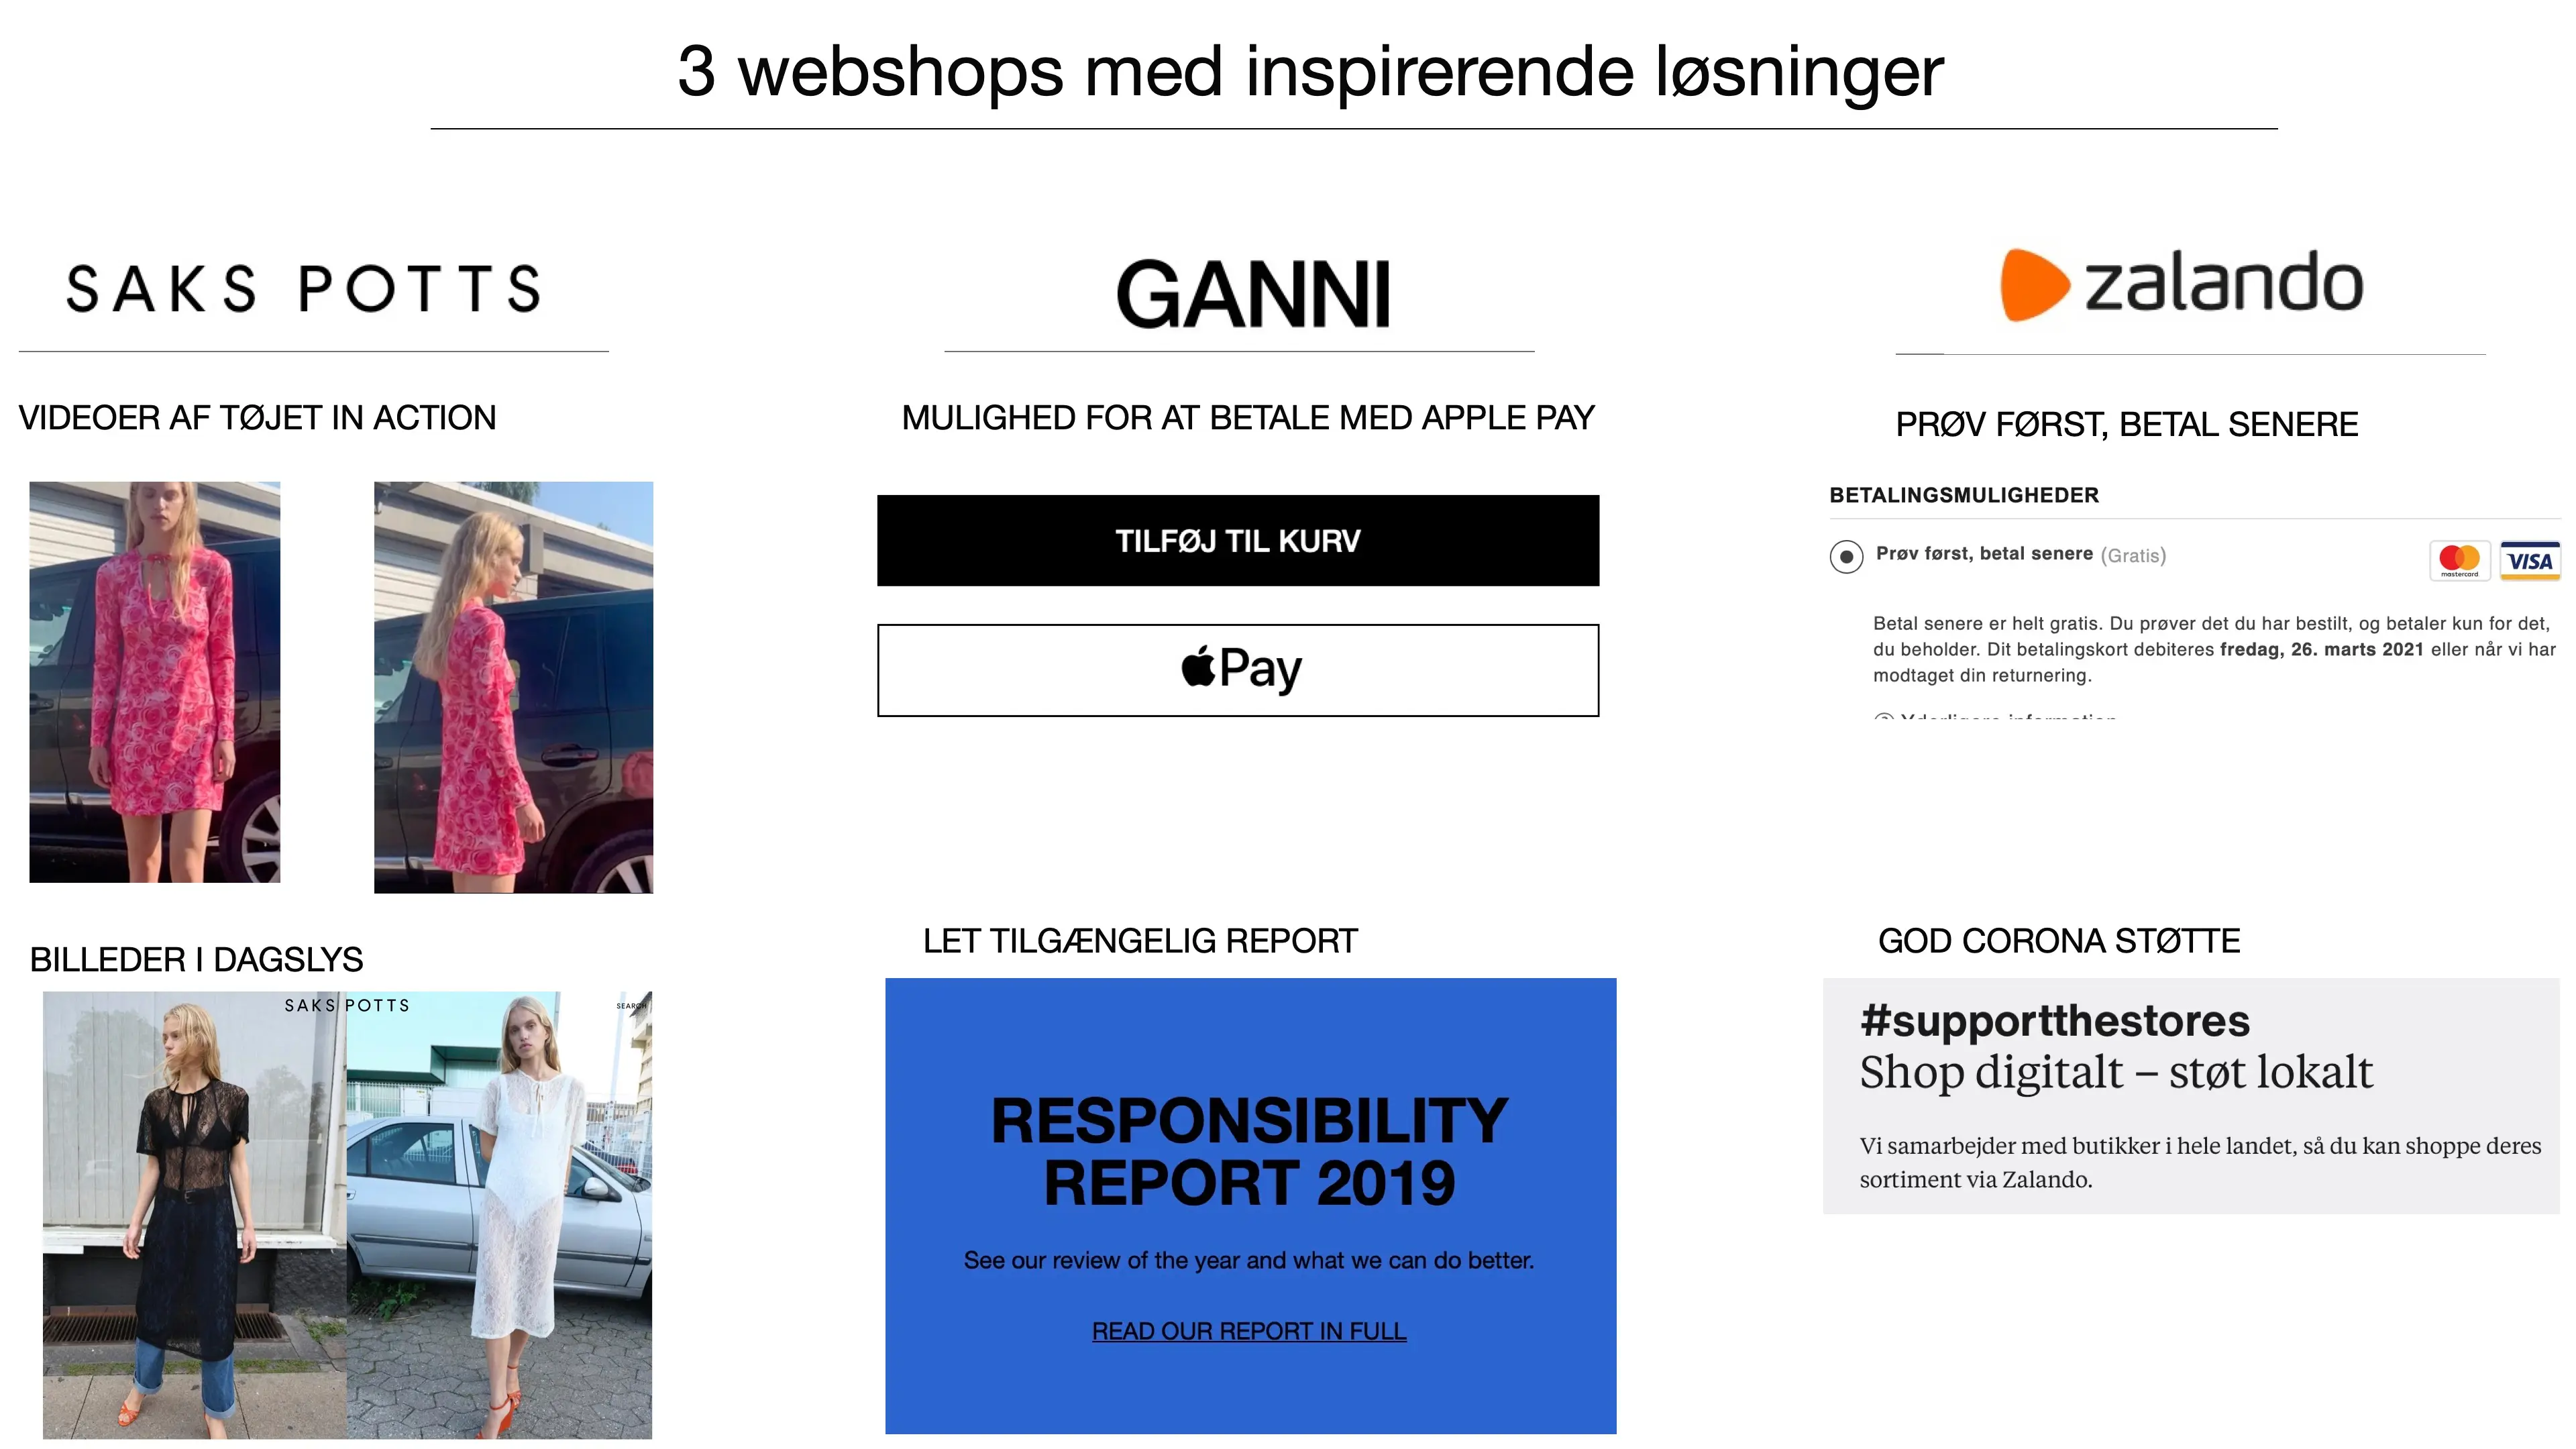 3 webshops med inspirerende løsninger
SAKS POTTS
VIDEOER AF TØJET IN ACTION
BILLEDER I DAGSLYS
SAKS POTTS
SEARCH
GANNI
MULIGHED FOR AT BETALE MED APPLE PAY
TILFØJ TIL KURV
Pay
LET TILGÆNGELIG REPORT
RESPONSIBILITY
REPORT 2019
See our review of the year and what we can do better.
READ OUR REPORT IN FULL
zalando
PRØV FØRST, BETAL SENERE
BETALINGSMULIGHEDER
Prøv først, betal senere (Gratis)
mastercard VISA
Betal senere er helt gratis. Du prøver det du har bestilt, og betaler kun for det,
du beholder. Dit betalingskort debiteres fredag, 26. marts 2021 eller når vi har
modtaget din returnering.
GOD CORONA STØTTE
#supportthestores
Shop digitalt – støt lokalt
Vi samarbejder med butikker i hele landet, så du kan shoppe deres
sortiment via Zalando.